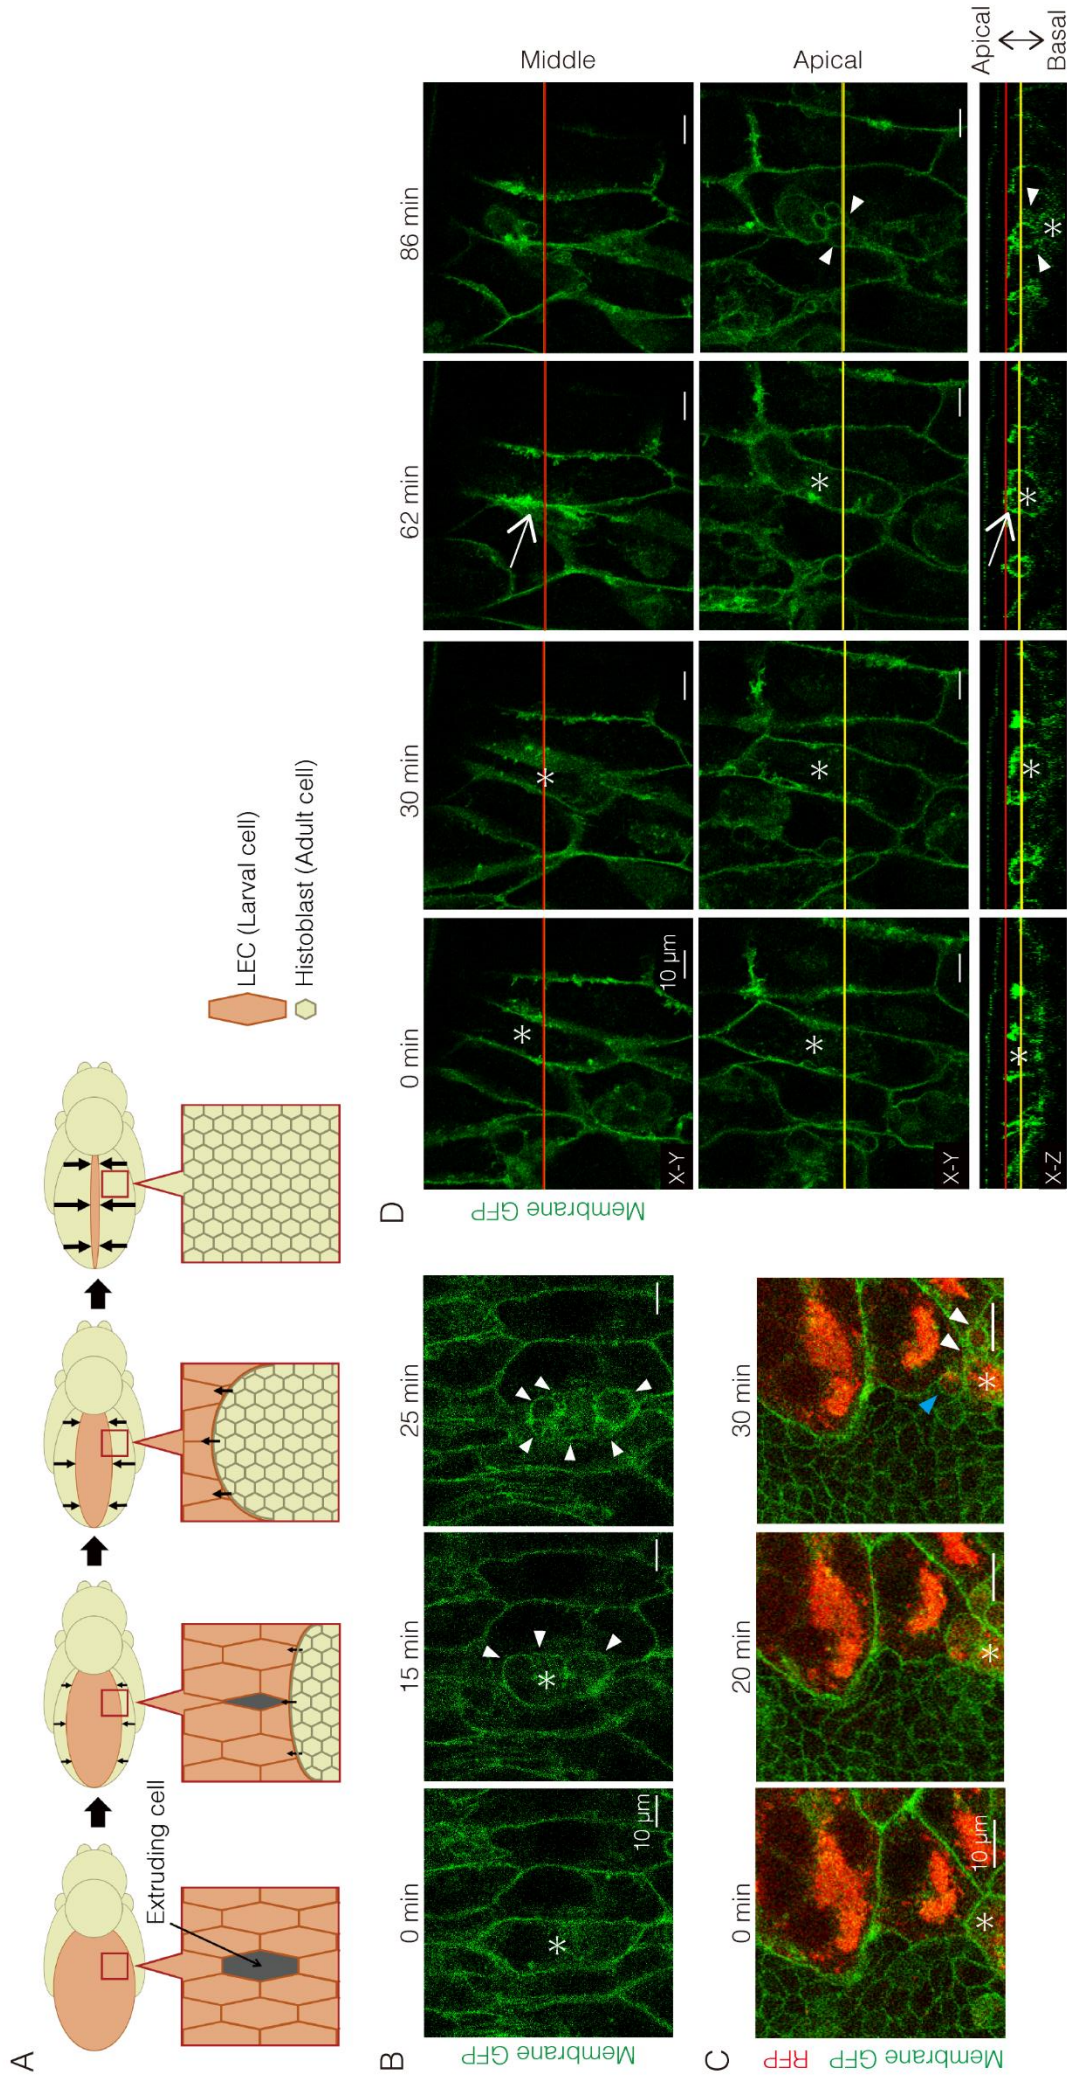 A
Extruding cell
LEC (Larval cell)
Histoblast (Adult cell)
B
Membrane GFP
0 min
15 min
25 min
10 μm
*
*
C
Membrane GFP RFP
0 min
20 min
30 min
10 μm
*
*
*
D
Membrane GFP
0 min
30 min
62 min
86 min
Middle
X-Y
10 μm
*
*
Apical
X-Y
*
*
*
X-Z
*
*
*
*
Apical
Basal